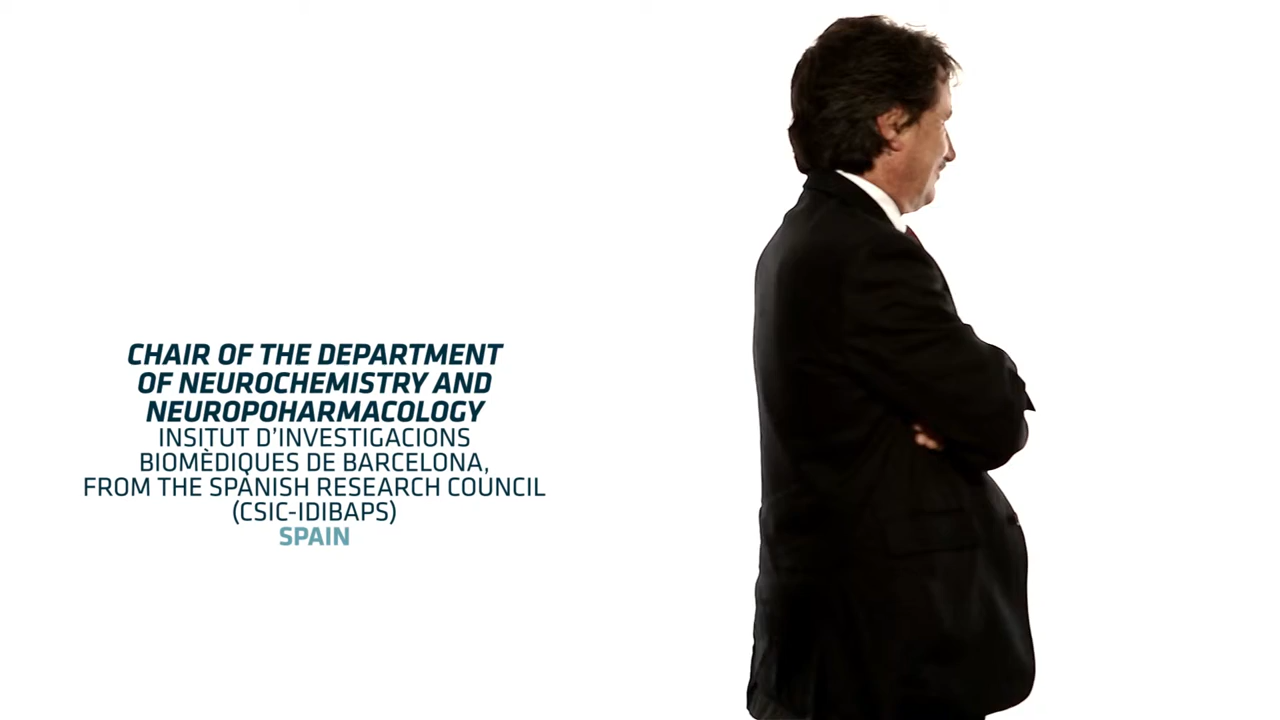 CHAIR OF THE DEPARTMENT
OF NEUROCHEMISTRY AND
NEUROPOHARMACOLOGY
INSITUT D'INVESTIGACIONS
BIOMÈDIQUES DE BARCELONA,
FROM THE SPANISH RESEARCH COUNCIL
(CSIC-IDIBAPS)
SPAIN